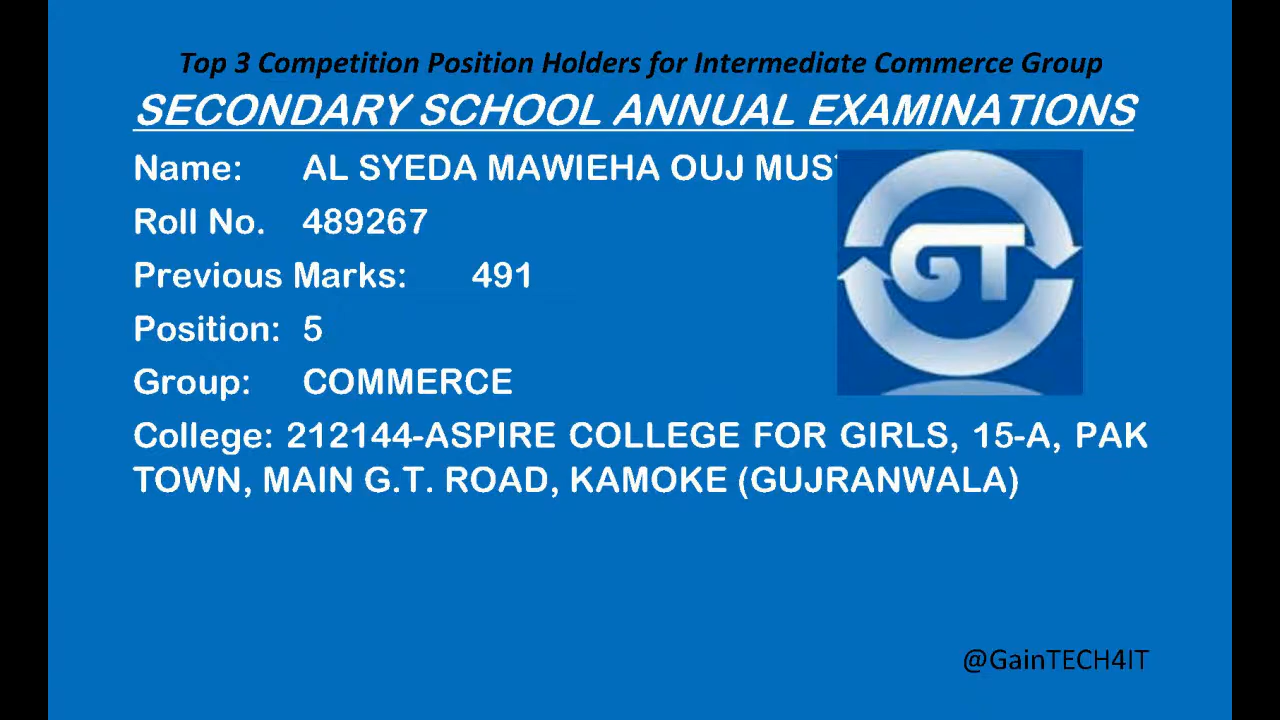 Top 3 Competition Position Holders for Intermediate Commerce Group
SECONDARY SCHOOL ANNUAL EXAMINATIONS
Name: AL SYEDA MAWIEHA OUJ
GT
Roll No. 489267
Previous Marks: 491
Position: 5
Group: COMMERCE
College: 212144-ASPIRE COLLEGE FOR GIRLS, 15-A, PAK
TOWN, MAIN G.T. ROAD, KAMOKE (GUJRANWALA)
@GainTECH4IT